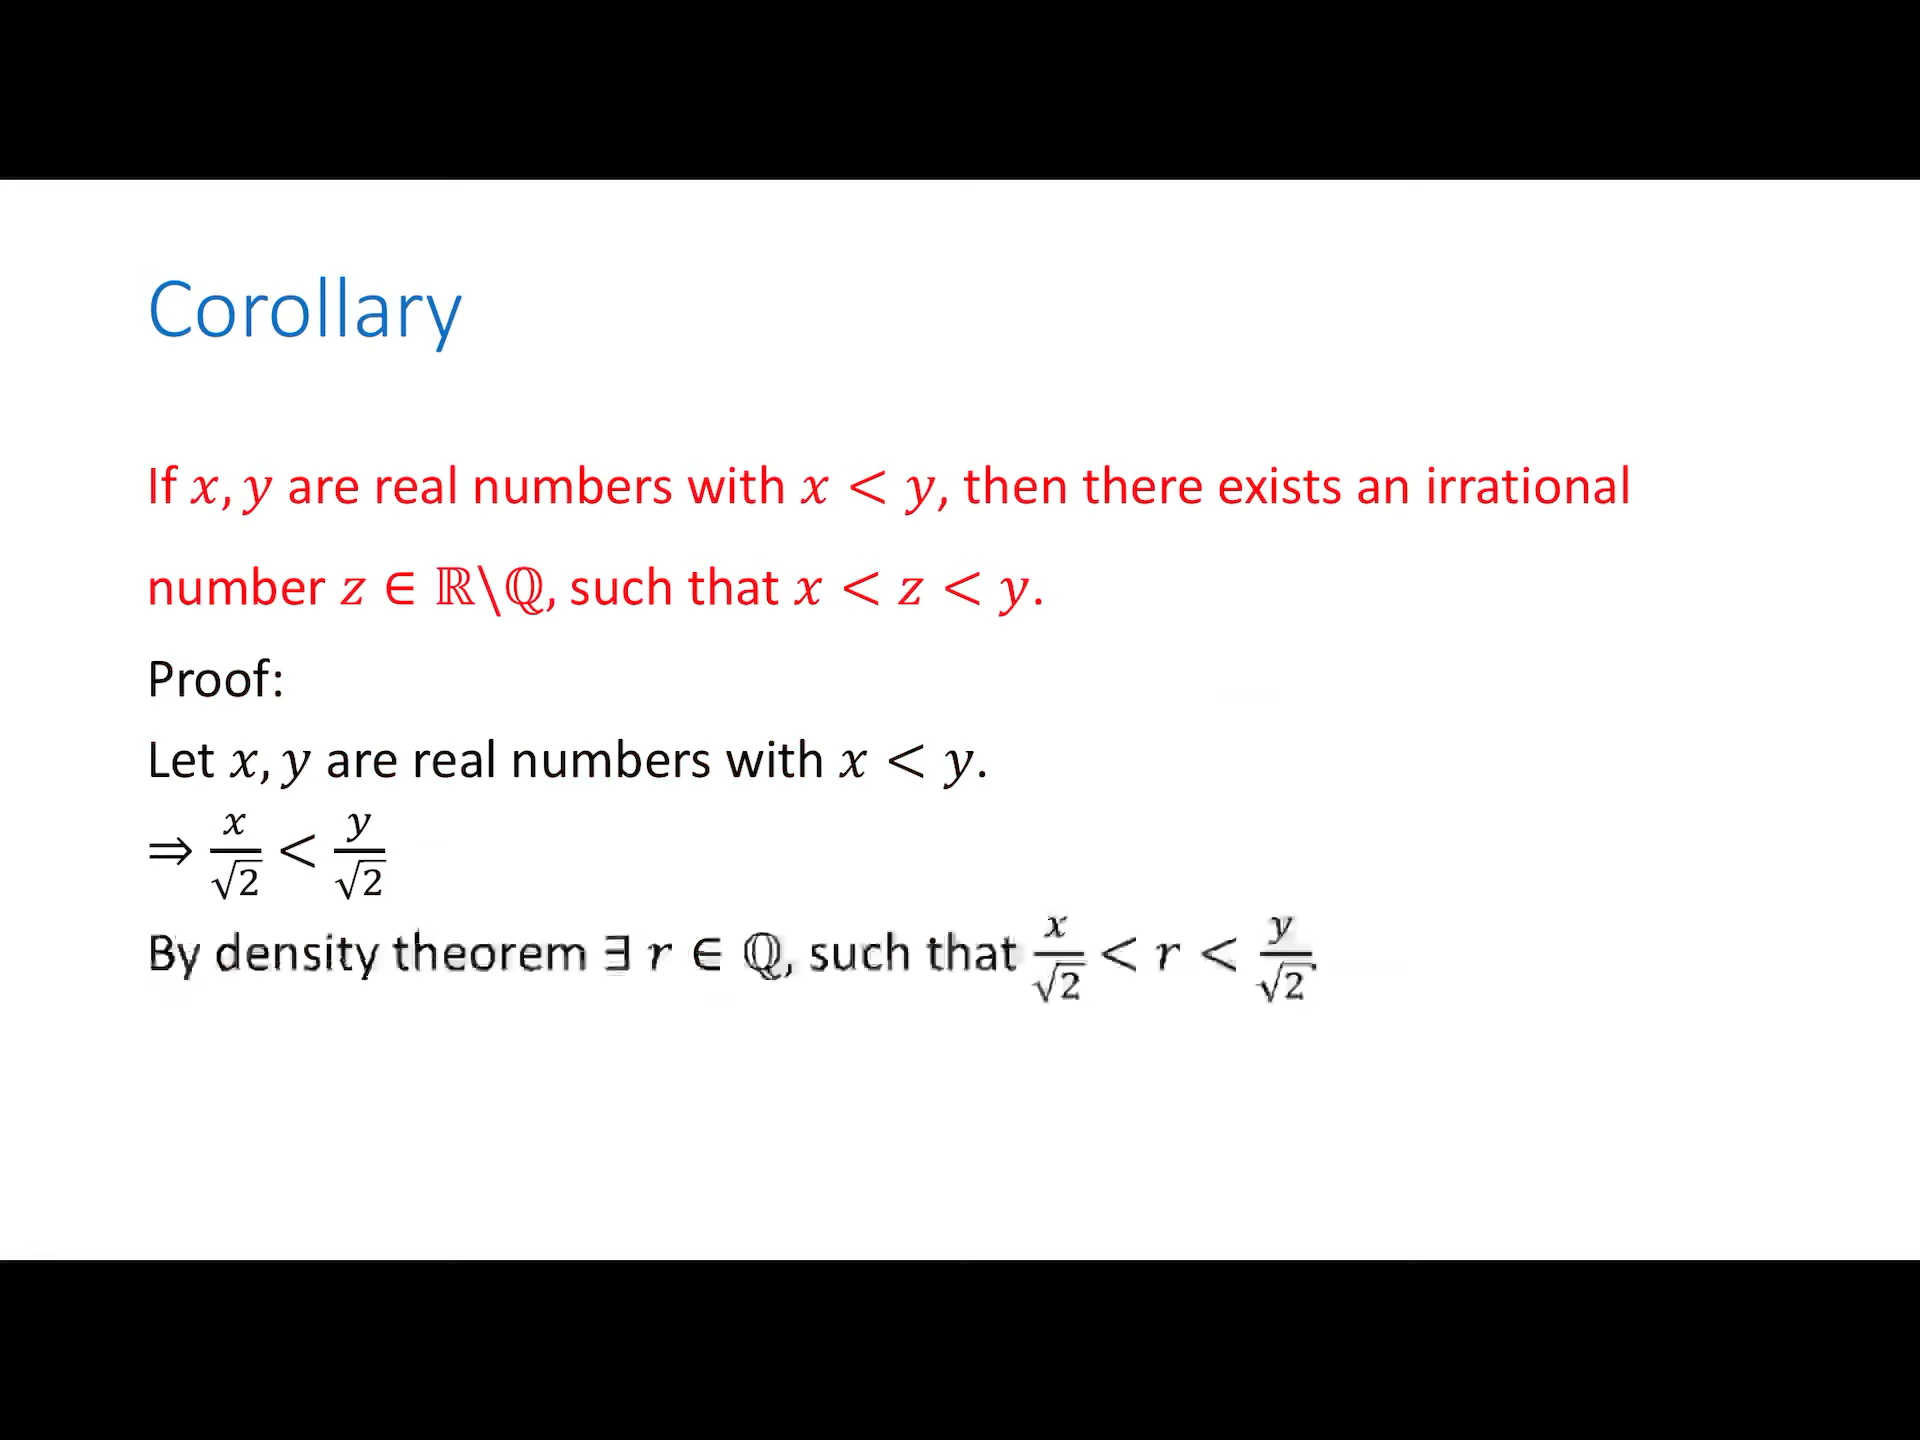 Corollary
If 𝑥, 𝑦 are real numbers with 𝑥 < 𝑦, then there exists an irrational
number 𝑧 ∈ ℝ\ℚ, such that 𝑥 < 𝑧 < 𝑦.
Proof:
Let 𝑥, 𝑦 are real numbers with 𝑥 < 𝑦.
⇒ 𝑥/√2 < 𝑦/√2
By density theorem ∃ 𝑟 ∈ ℚ, such that 𝑥/√2 < 𝑟 < 𝑦/√2.